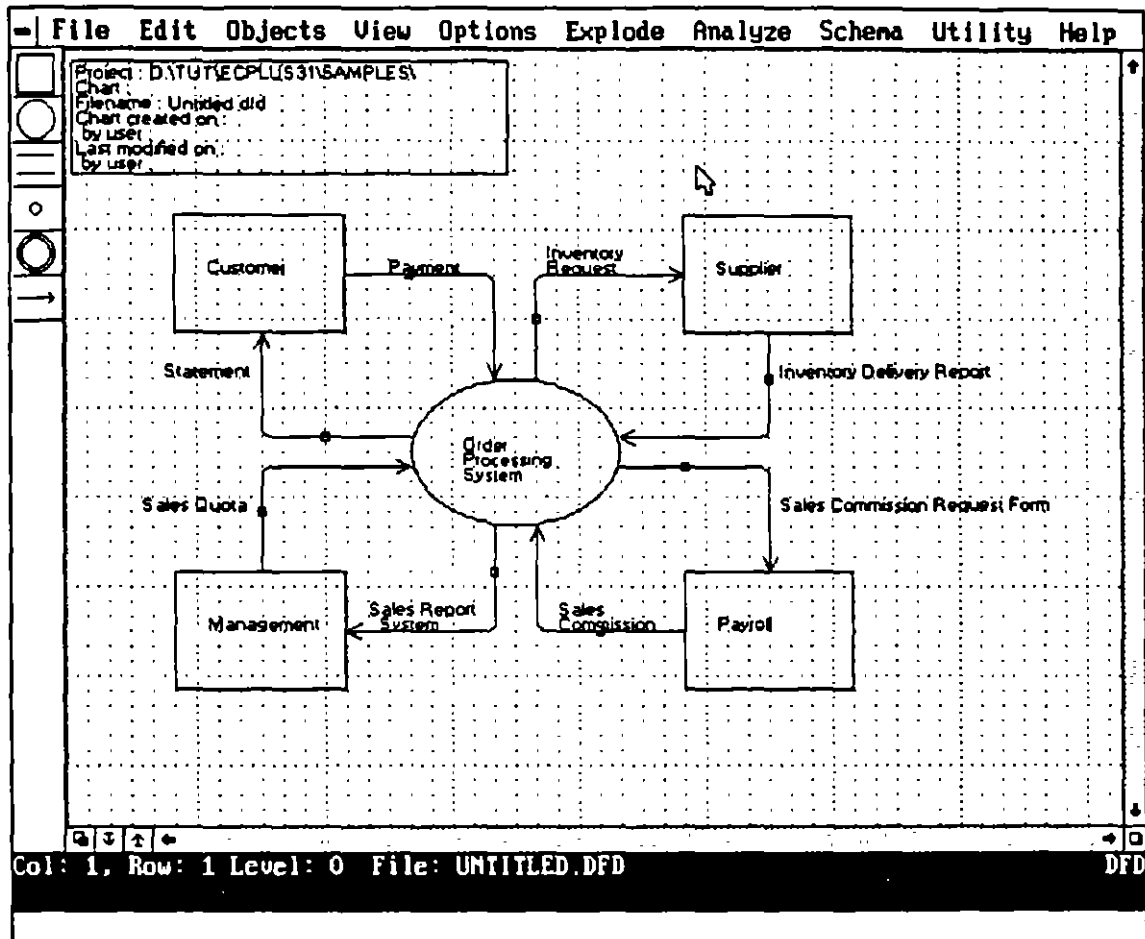 File Edit Objects View Options Explode Analyze Schema Utility Help
Project : D:\TUT\ECPLUS31\SAMPLES\
Chart :
Filename : Untitled.dfd
Chart created on :
by user
Last modified on :
by user
Customer
Payment
Inventory
Request
Supplier
Statement
Inventory Delivery Report
Order
Processing
System
Sales Quota
Sales Commission Request Form
Management
Sales Report
System
Sales
Commission
Payroll
Col: 1, Row: 1 Level: 0 File: UNTITLED.DFD DFD